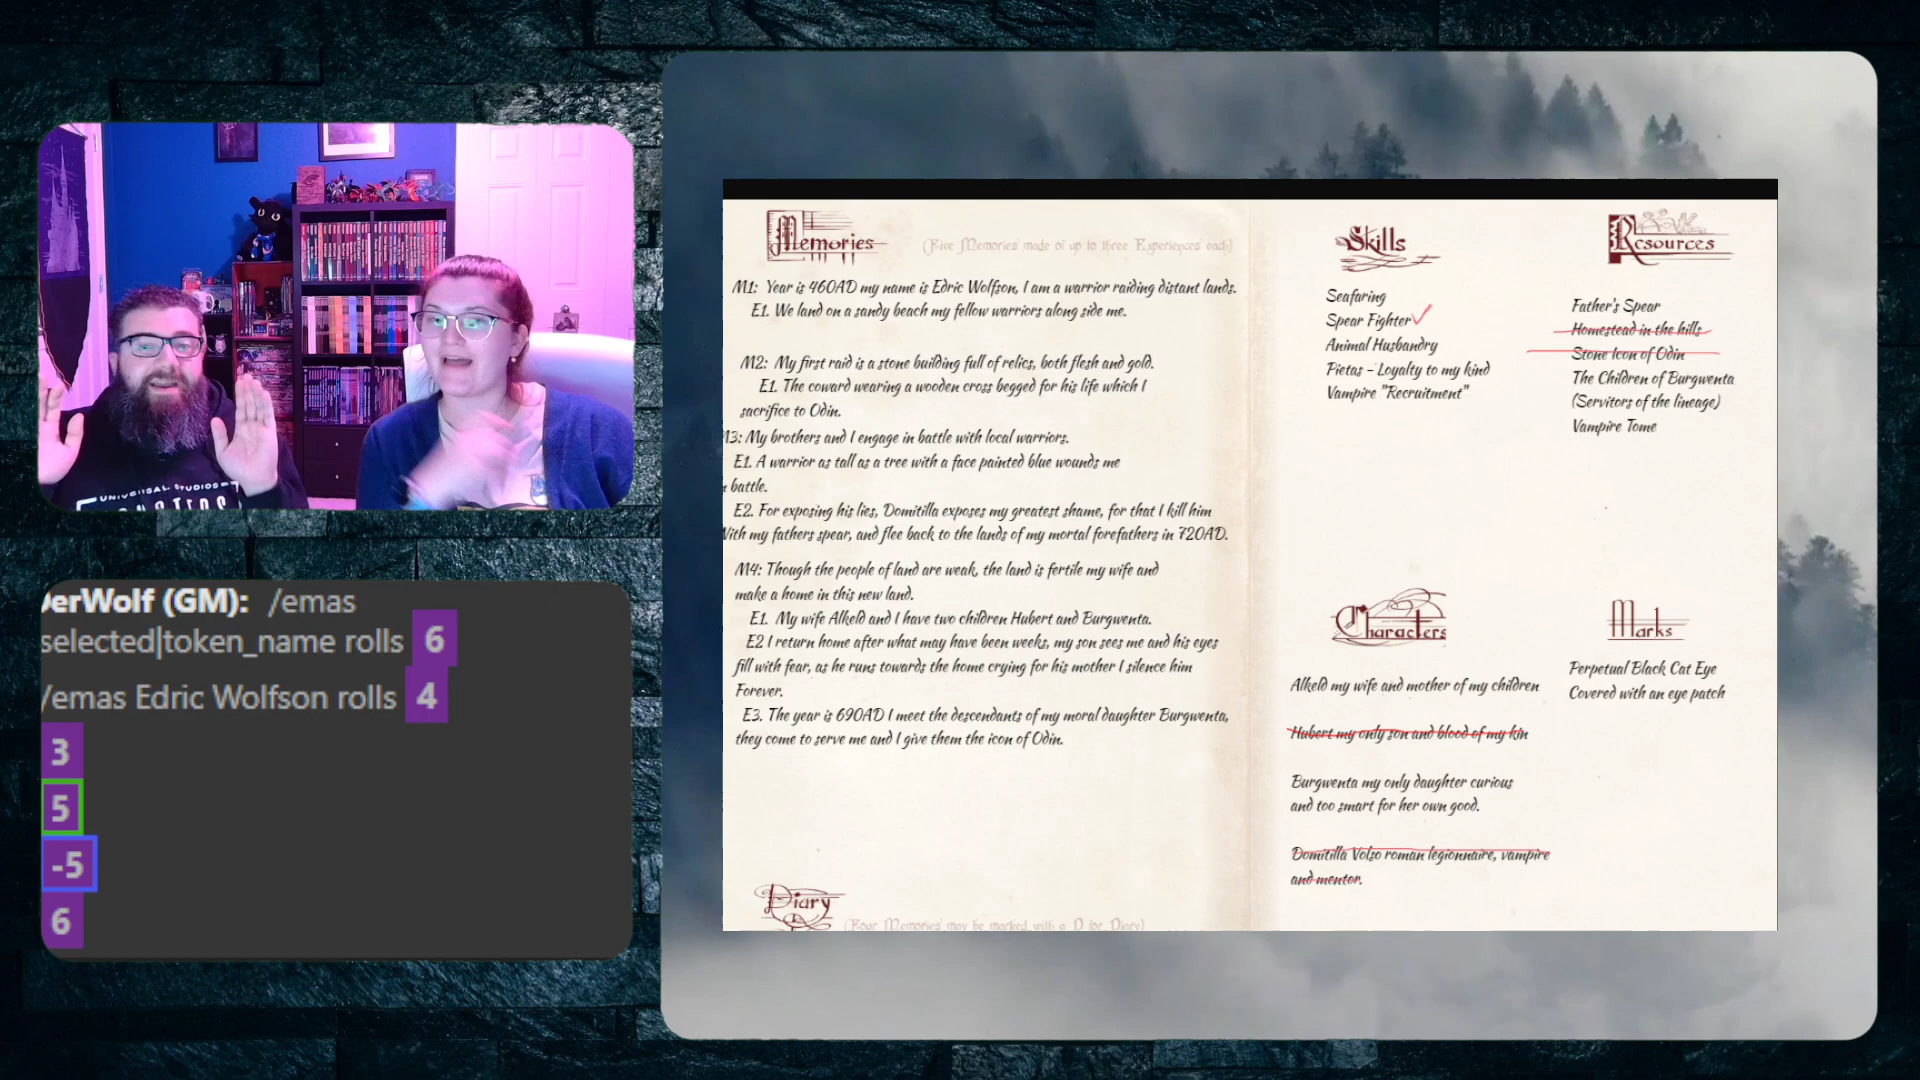 UNIVERSAL STUDIOS
DerWolf (GM): /emas
selected|token_name rolls 6
/emas Edric Wolfson rolls 4
3
5
-5
6
Memories
(Five 'Memories' made of up to three 'Experiences' each)
M1: Year is 460AD my name is Edric Wolfson, I am a warrior raiding distant lands.
E1. We land on a sandy beach my fellow warriors along side me.
M2: My first raid is a stone building full of relics, both flesh and gold.
E1. The coward wearing a wooden cross begged for his life which I
sacrifice to Odin.
M3: My brothers and I engage in battle with local warriors.
E1. A warrior as tall as a tree with a face painted blue wounds me
battle.
E2. For exposing his lies, Domitilla exposes my greatest shame, for that I kill him
With my fathers spear, and flee back to the lands of my mortal forefathers in 720AD.
M4: Though the people of land are weak, the land is fertile my wife and
make a home in this new land.
E1. My wife Alkeld and I have two children Hubert and Burgwenta.
E2 I return home after what may have been weeks, my son sees me and his eyes
fill with fear, as he runs towards the home crying for his mother I silence him
Forever.
E3. The year is 690AD I meet the descendants of my moral daughter Burgwenta,
they come to serve me and I give them the icon of Odin.
Diary
(Four 'Memories' may be marked with a D for Diary)
Skills
Seafaring
Spear Fighter
Animal Husbandry
Pietas - Loyalty to my kind
Vampire "Recruitment"
Resources
Father's Spear
Homestead in the hills
Stone Icon of Odin
The Children of Burgwenta
(Servitors of the lineage)
Vampire Tome
Characters
Alkeld my wife and mother of my children
Hubert my only son and blood of my kin
Burgwenta my only daughter curious
and too smart for her own good.
Domitilla Volso roman legionnaire, vampire
and mentor.
Marks
Perpetual Black Cat Eye
Covered with an eye patch